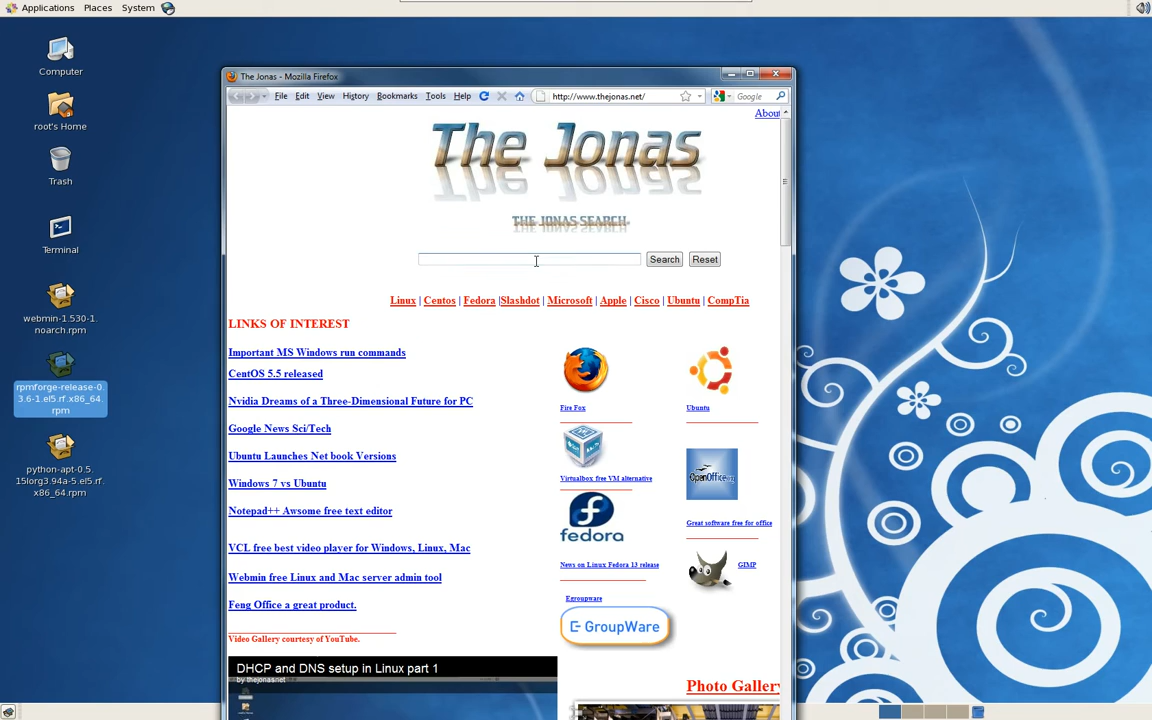 Applications Places System
Computer
root's Home
Trash
Terminal
webmin-1.530-1.
noarch.rpm
rpmforge-release-0.
3.6-1.el5.rf.x86_64.
rpm
python-apt-0.5.
15lorg3.94a-5.el5.rf.
x86_64.rpm
The Jonas - Mozilla Firefox
File Edit View History Bookmarks Tools Help http://www.thejonas.net/ Google
About
The Jonas
THE JONAS SEARCH
Search Reset
Linux | Centos | Fedora |Slashdot | Microsoft | Apple | Cisco | Ubuntu | CompTia
LINKS OF INTEREST
Important MS Windows run commands
CentOS 5.5 released
Nvidia Dreams of a Three-Dimensional Future for PC
Google News Sci/Tech
Ubuntu Launches Net book Versions
Windows 7 vs Ubuntu
Notepad++ Awsome free text editor
VCL free best video player for Windows, Linux, Mac
Webmin free Linux and Mac server admin tool
Feng Office a great product.
Video Gallery courtesy of YouTube.
DHCP and DNS setup in Linux part 1
by thejonas.net
Fire Fox
Ubuntu
Virtualbox free VM alternative
OpenOffice.org
Great software free for office
fedora
News on Linux Fedora 13 release
GIMP
Egroupware
GroupWare
Photo Gallery